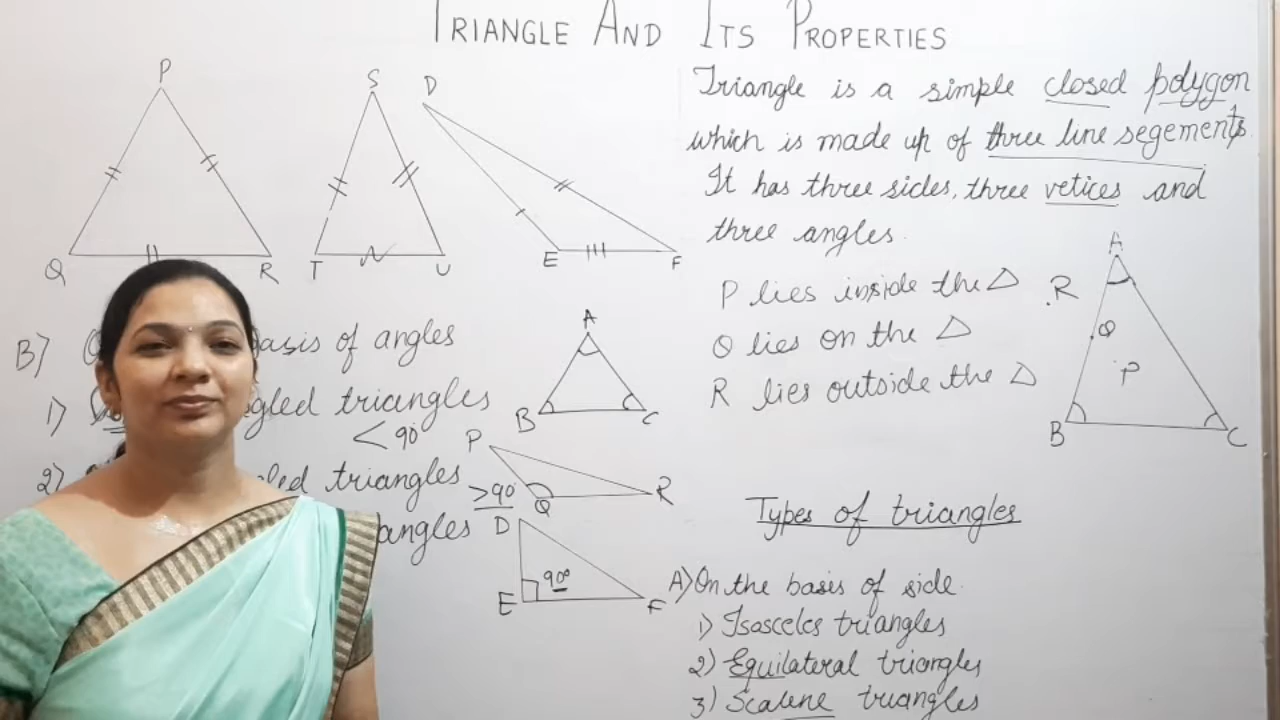 TRIANGLE AND ITS PROPERTIES
Triangle is a simple closed polygon
which is made up of three line segements.
It has three sides, three vetices and
three angles.
P lies inside the △
Q lies on the △
R lies outside the △
A
.R
Q
P
B
C
Types of triangles
A) On the basis of side.
1) Isosceles triangles
2) Equilateral triangles
3) Scalene triangles
P
Q
R
S
T
U
D
E
F
B) basis of angles
1) triangles
< 90°
2) triangles
A
B
C
P
>90°
Q
R
D
90°
E
F